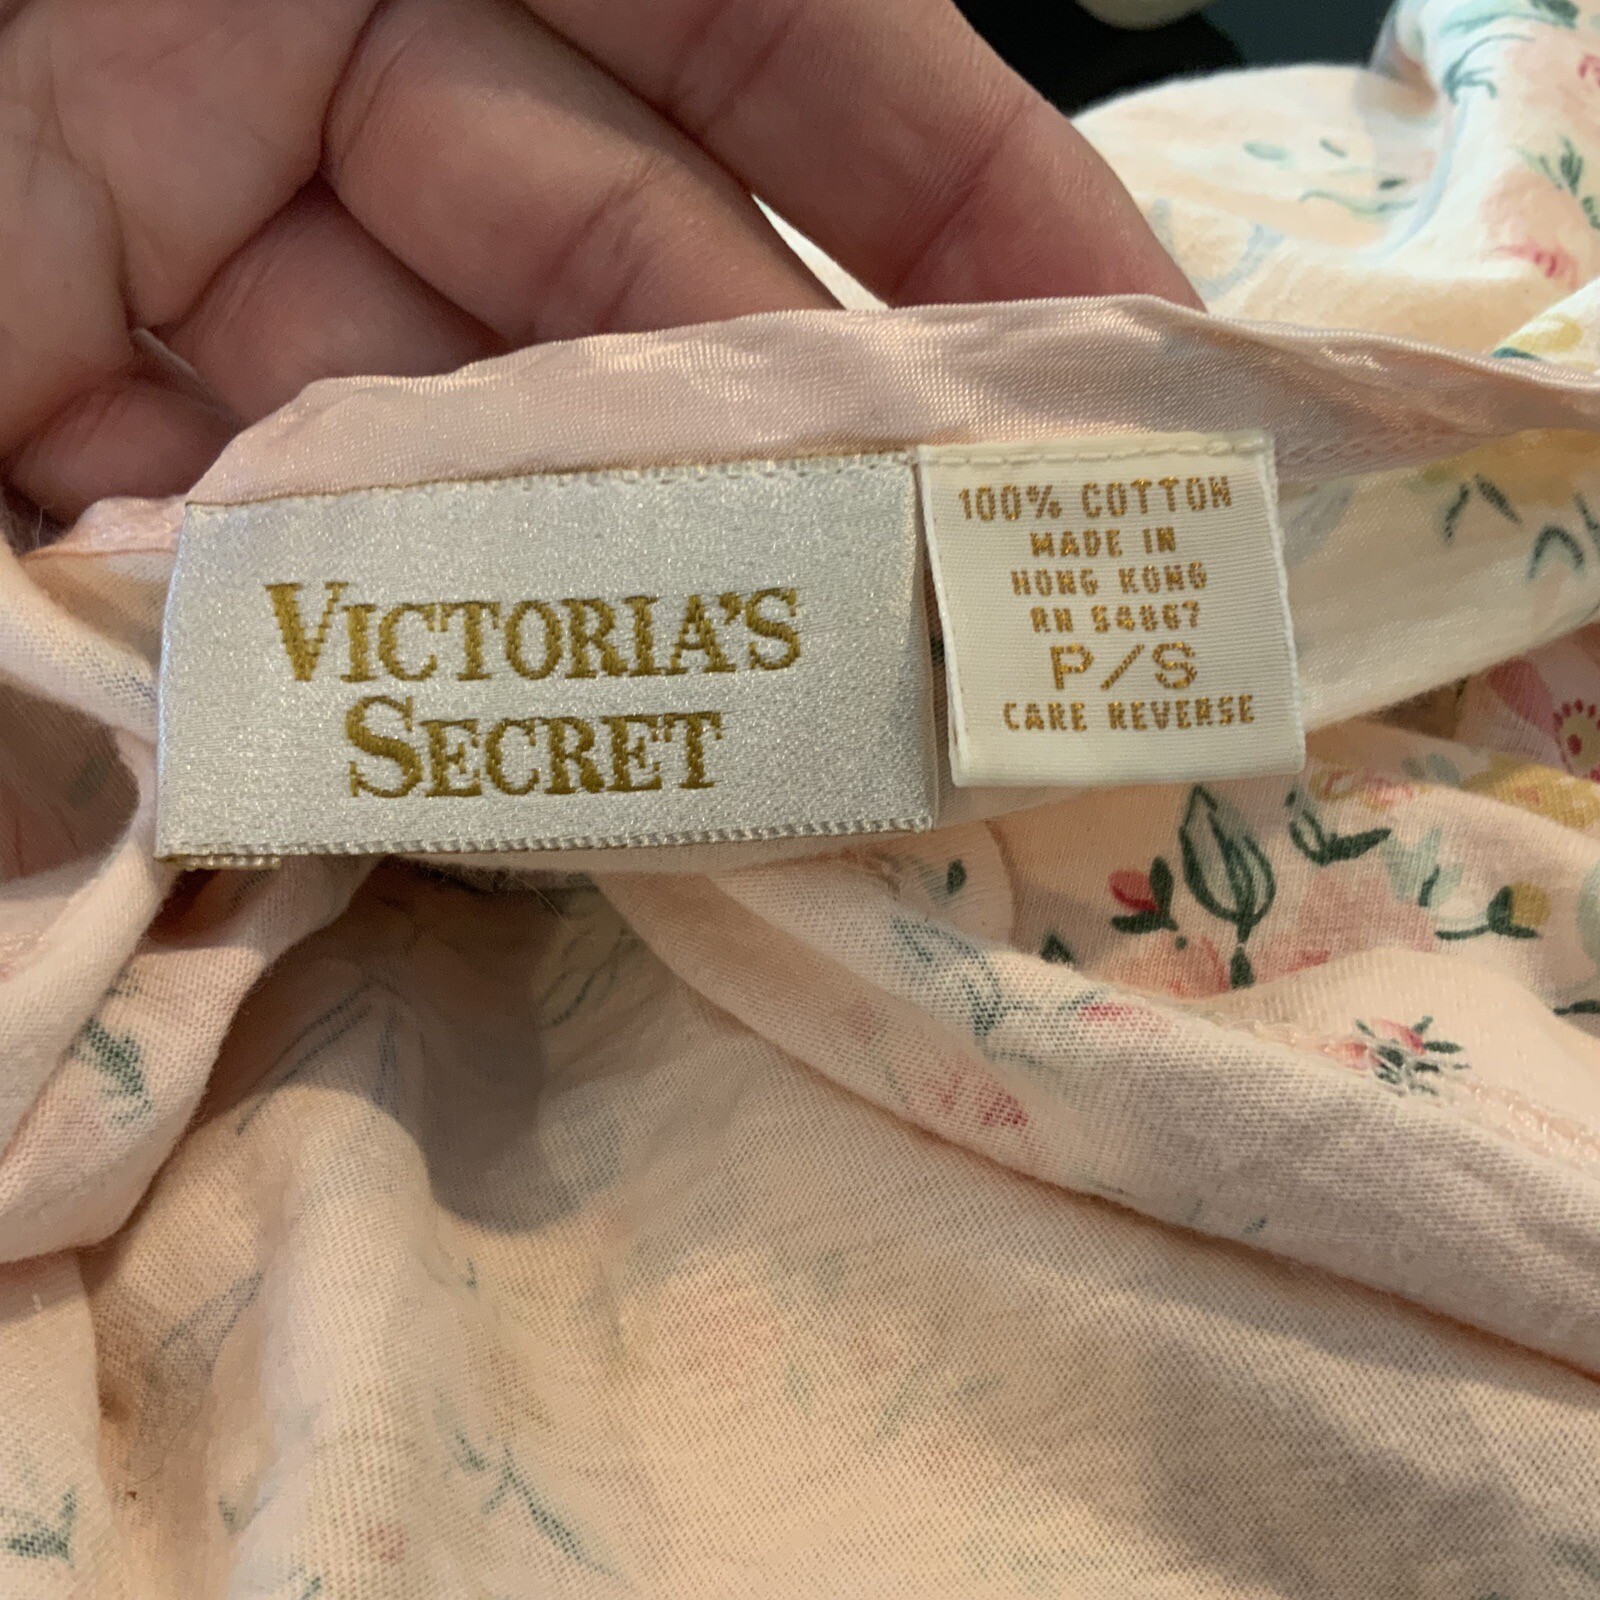 VICTORIA'S
SECRET
100% COTTON
MADE IN
HONG KONG
RN 54867
P/S
CARE REVERSE